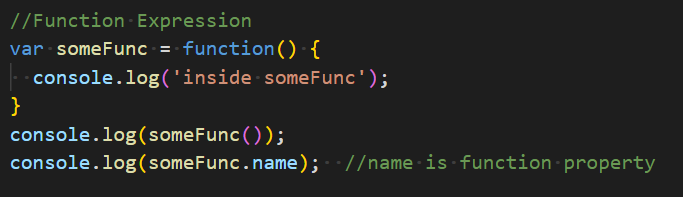 //Function Expression
var someFunc = function() {
  console.log('inside someFunc');
}
console.log(someFunc());
console.log(someFunc.name);  //name is function property